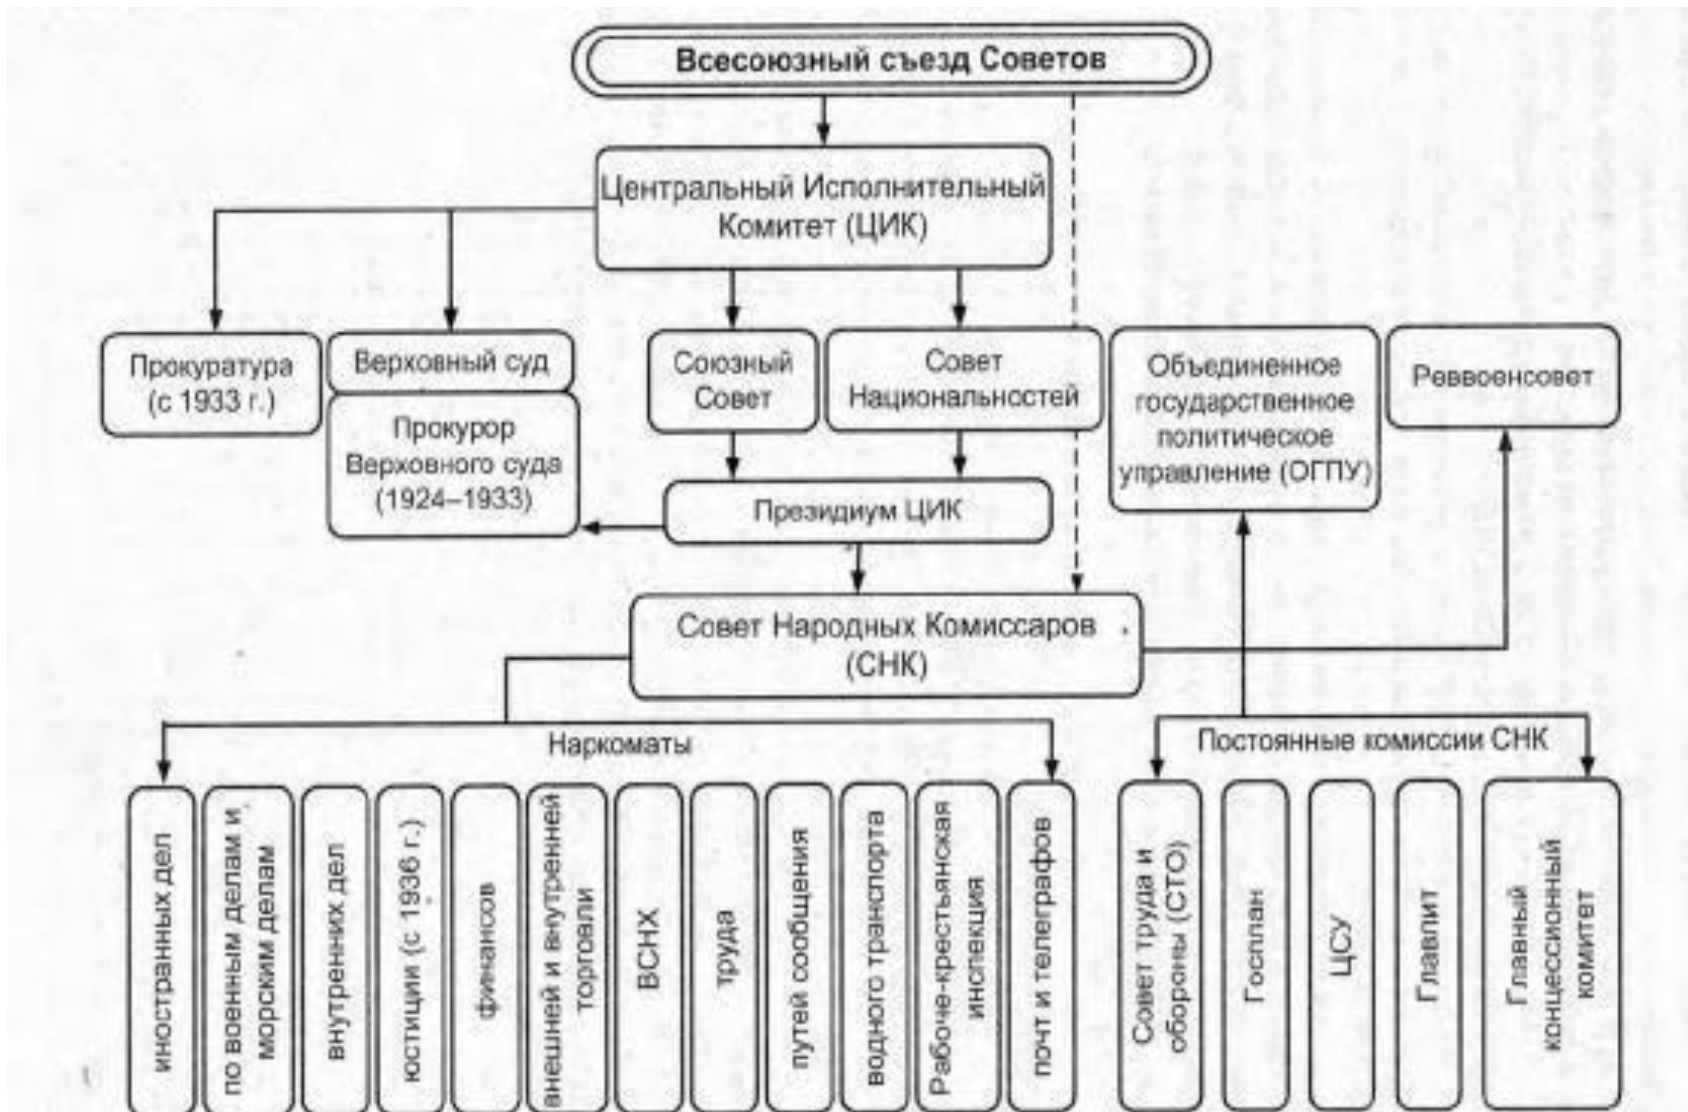 Всесоюзный съезд Советов
Центральный Исполнительный
Комитет (ЦИК)
Прокуратура
(с 1933 г.)
Верховный суд
Прокурор
Верховного суда
(1924–1933)
Союзный
Совет
Совет
Национальностей
Объединенное
государственное
политическое
управление (ОГПУ)
Реввоенсовет
Президиум ЦИК
Совет Народных Комиссаров
(СНК)
Наркоматы
Постоянные комиссии СНК
иностранных дел
по военным делам и
морским делам
внутренних дел
юстиции (с 1936 г.)
финансов
внешней и внутренней
торговли
ВСНХ
труда
путей сообщения
водного транспорта
Рабоче-крестьянская
инспекция
почт и телеграфов
Совет труда и
обороны (СТО)
Госплан
ЦСУ
Главлит
Главный
концессионный
комитет